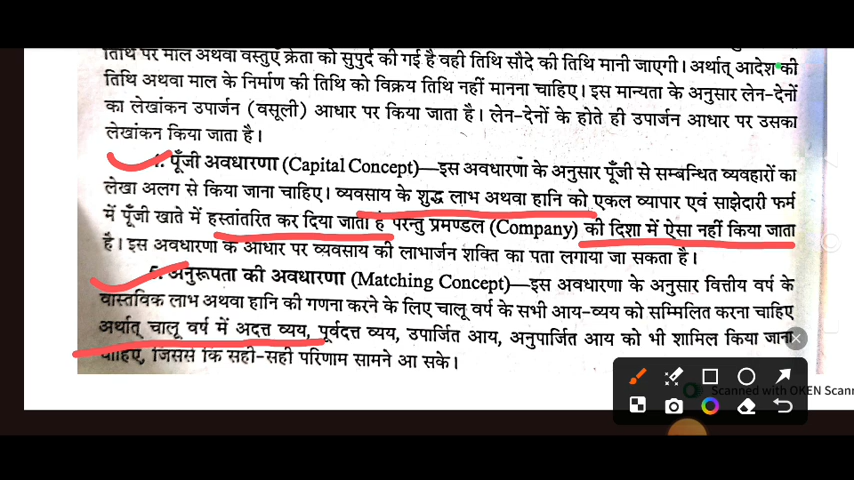 तिथि पर माल अथवा वस्तुएँ क्रेता को सुपुर्द की गई है वही तिथि सौदे की तिथि मानी जाएगी। अर्थात् आदेश की
तिथि अथवा माल के निर्माण की तिथि को विक्रय तिथि नहीं मानना चाहिए। इस मान्यता के अनुसार लेन-देनों
का लेखांकन उपार्जन (वसूली) आधार पर किया जाता है। लेन-देनों के होते ही उपार्जन आधार पर उसका
लेखांकन किया जाता है।
पूँजी अवधारणा (Capital Concept)—इस अवधारणा के अनुसार पूँजी से सम्बन्धित व्यवहारों का
लेखा अलग से किया जाना चाहिए। व्यवसाय के शुद्ध लाभ अथवा हानि को एकल व्यापार एवं साझेदारी फर्म
में पूँजी खाते में हस्तांतरित कर दिया जाता है परन्तु प्रमण्डल (Company) की दिशा में ऐसा नहीं किया जाता
है। इस अवधारणा के आधार पर व्यवसाय की लाभार्जन शक्ति का पता लगाया जा सकता है।
5. अनुरूपता की अवधारणा (Matching Concept)—इस अवधारणा के अनुसार वित्तीय वर्ष के
वास्तविक लाभ अथवा हानि की गणना करने के लिए चालू वर्ष के सभी आय-व्यय को सम्मिलित करना चाहिए
अर्थात् चालू वर्ष में अदत्त व्यय, पूर्वदत्त व्यय, उपार्जित आय, अनुपार्जित आय को भी शामिल किया जाना
चाहिए, जिससे कि सही-सही परिणाम सामने आ सके।
Scanned with OKEN Scann